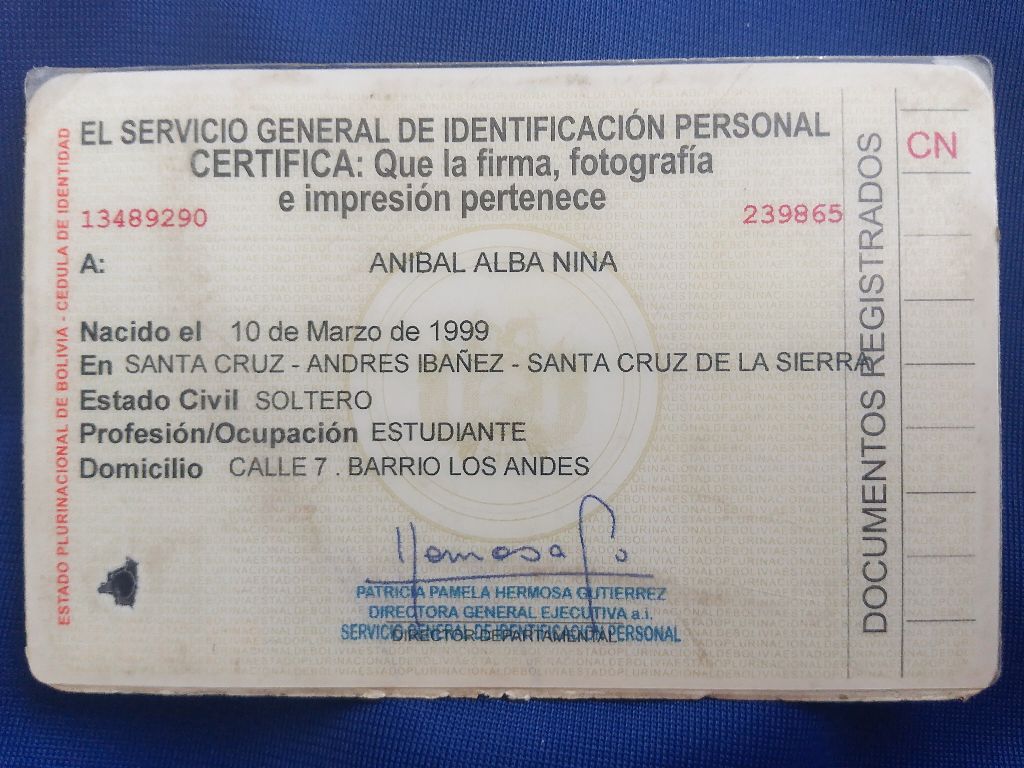 EL SERVICIO GENERAL DE IDENTIFICACIÓN PERSONAL
CERTIFICA: Que la firma, fotografía
e impresión pertenece
13489290
239865
A: ANIBAL ALBA NINA
Nacido el 10 de Marzo de 1999
En SANTA CRUZ - ANDRES IBAÑEZ - SANTA CRUZ DE LA SIERRA
Estado Civil SOLTERO
Profesión/Ocupación ESTUDIANTE
Domicilio CALLE 7 . BARRIO LOS ANDES
PATRICIA PAMELA HERMOSA GUTIERREZ
DIRECTORA GENERAL EJECUTIVA a.i.
SERVICIO GENERAL DE IDENTIFICACIÓN PERSONAL
DIRECTOR DEPARTAMENTAL
ESTADO PLURINACIONAL DE BOLIVIA - CEDULA DE IDENTIDAD
DOCUMENTOS REGISTRADOS
CN